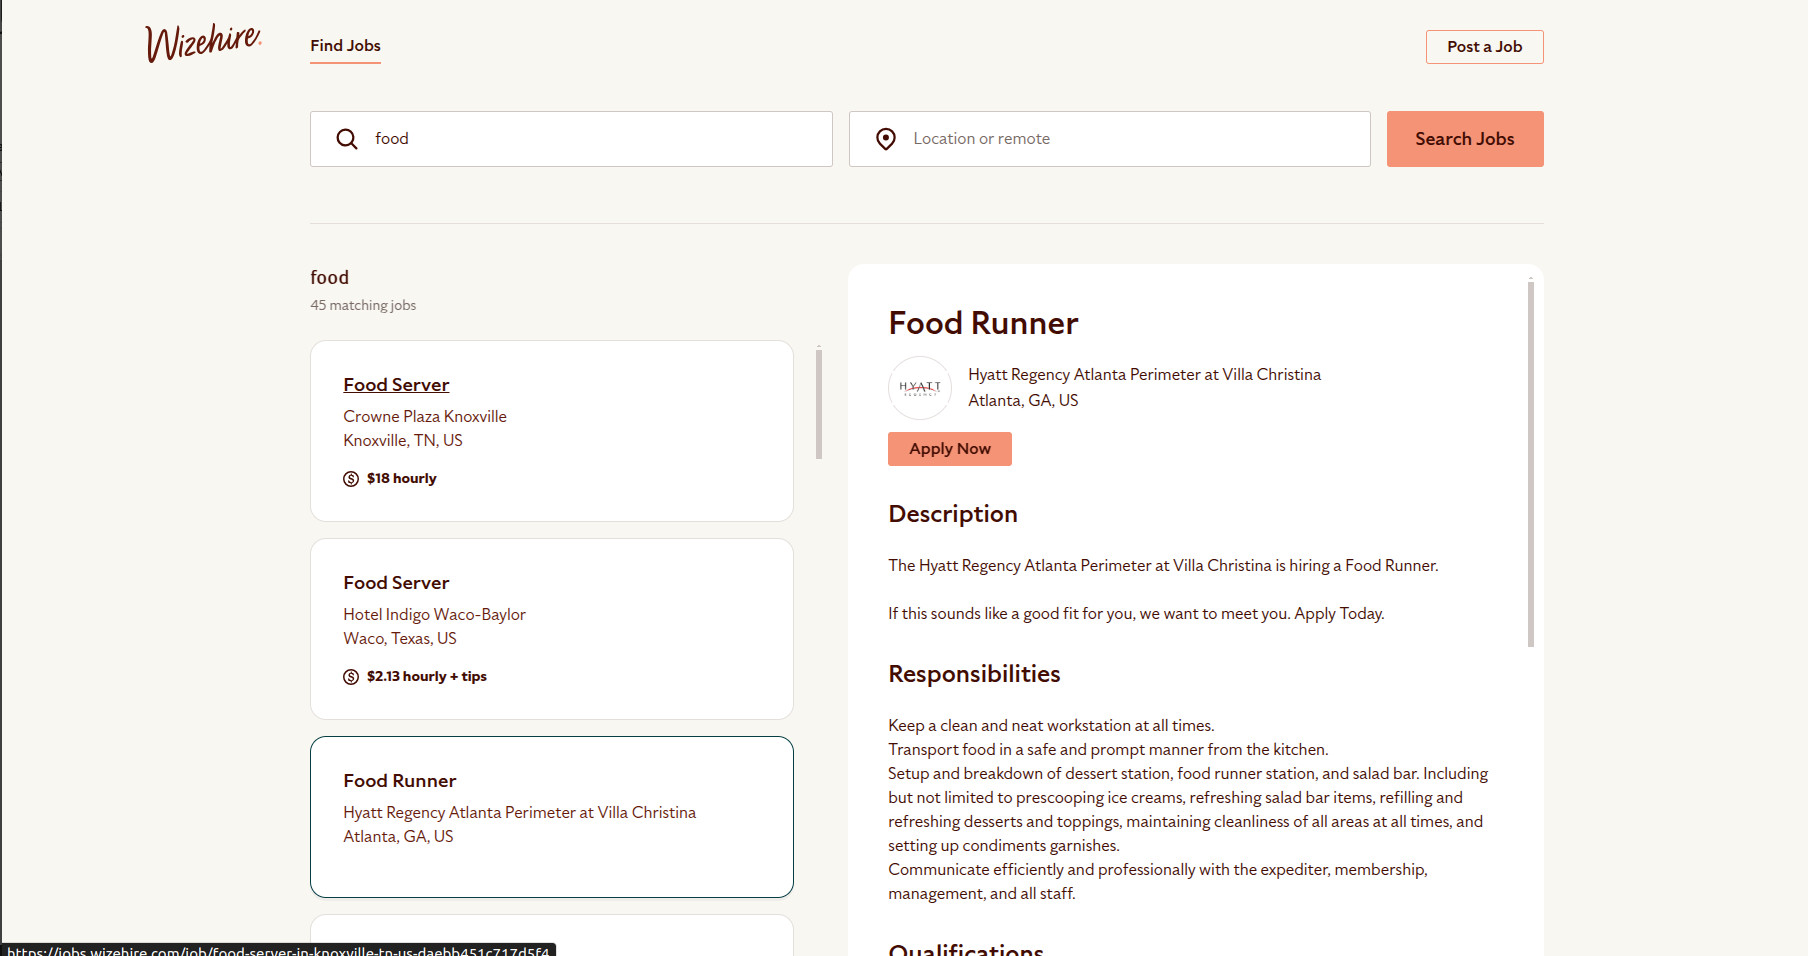 Wizehire
Find Jobs
Post a Job
food
Location or remote
Search Jobs
food
45 matching jobs
Food Server
Crowne Plaza Knoxville
Knoxville, TN, US
$18 hourly
Food Server
Hotel Indigo Waco-Baylor
Waco, Texas, US
$2.13 hourly + tips
Food Runner
Hyatt Regency Atlanta Perimeter at Villa Christina
Atlanta, GA, US
Food Runner
HYATT
REGENCY
Hyatt Regency Atlanta Perimeter at Villa Christina
Atlanta, GA, US
Apply Now
Description
The Hyatt Regency Atlanta Perimeter at Villa Christina is hiring a Food Runner.
If this sounds like a good fit for you, we want to meet you. Apply Today.
Responsibilities
Keep a clean and neat workstation at all times.
Transport food in a safe and prompt manner from the kitchen.
Setup and breakdown of dessert station, food runner station, and salad bar. Including
but not limited to prescooping ice creams, refreshing salad bar items, refilling and
refreshing desserts and toppings, maintaining cleanliness of all areas at all times, and
setting up condiments garnishes.
Communicate efficiently and professionally with the expediter, membership,
management, and all staff.
Qualifications
https://jobs.wizehire.com/job/food-server-in-knoxville-tn-us-daebb451c717d5f4